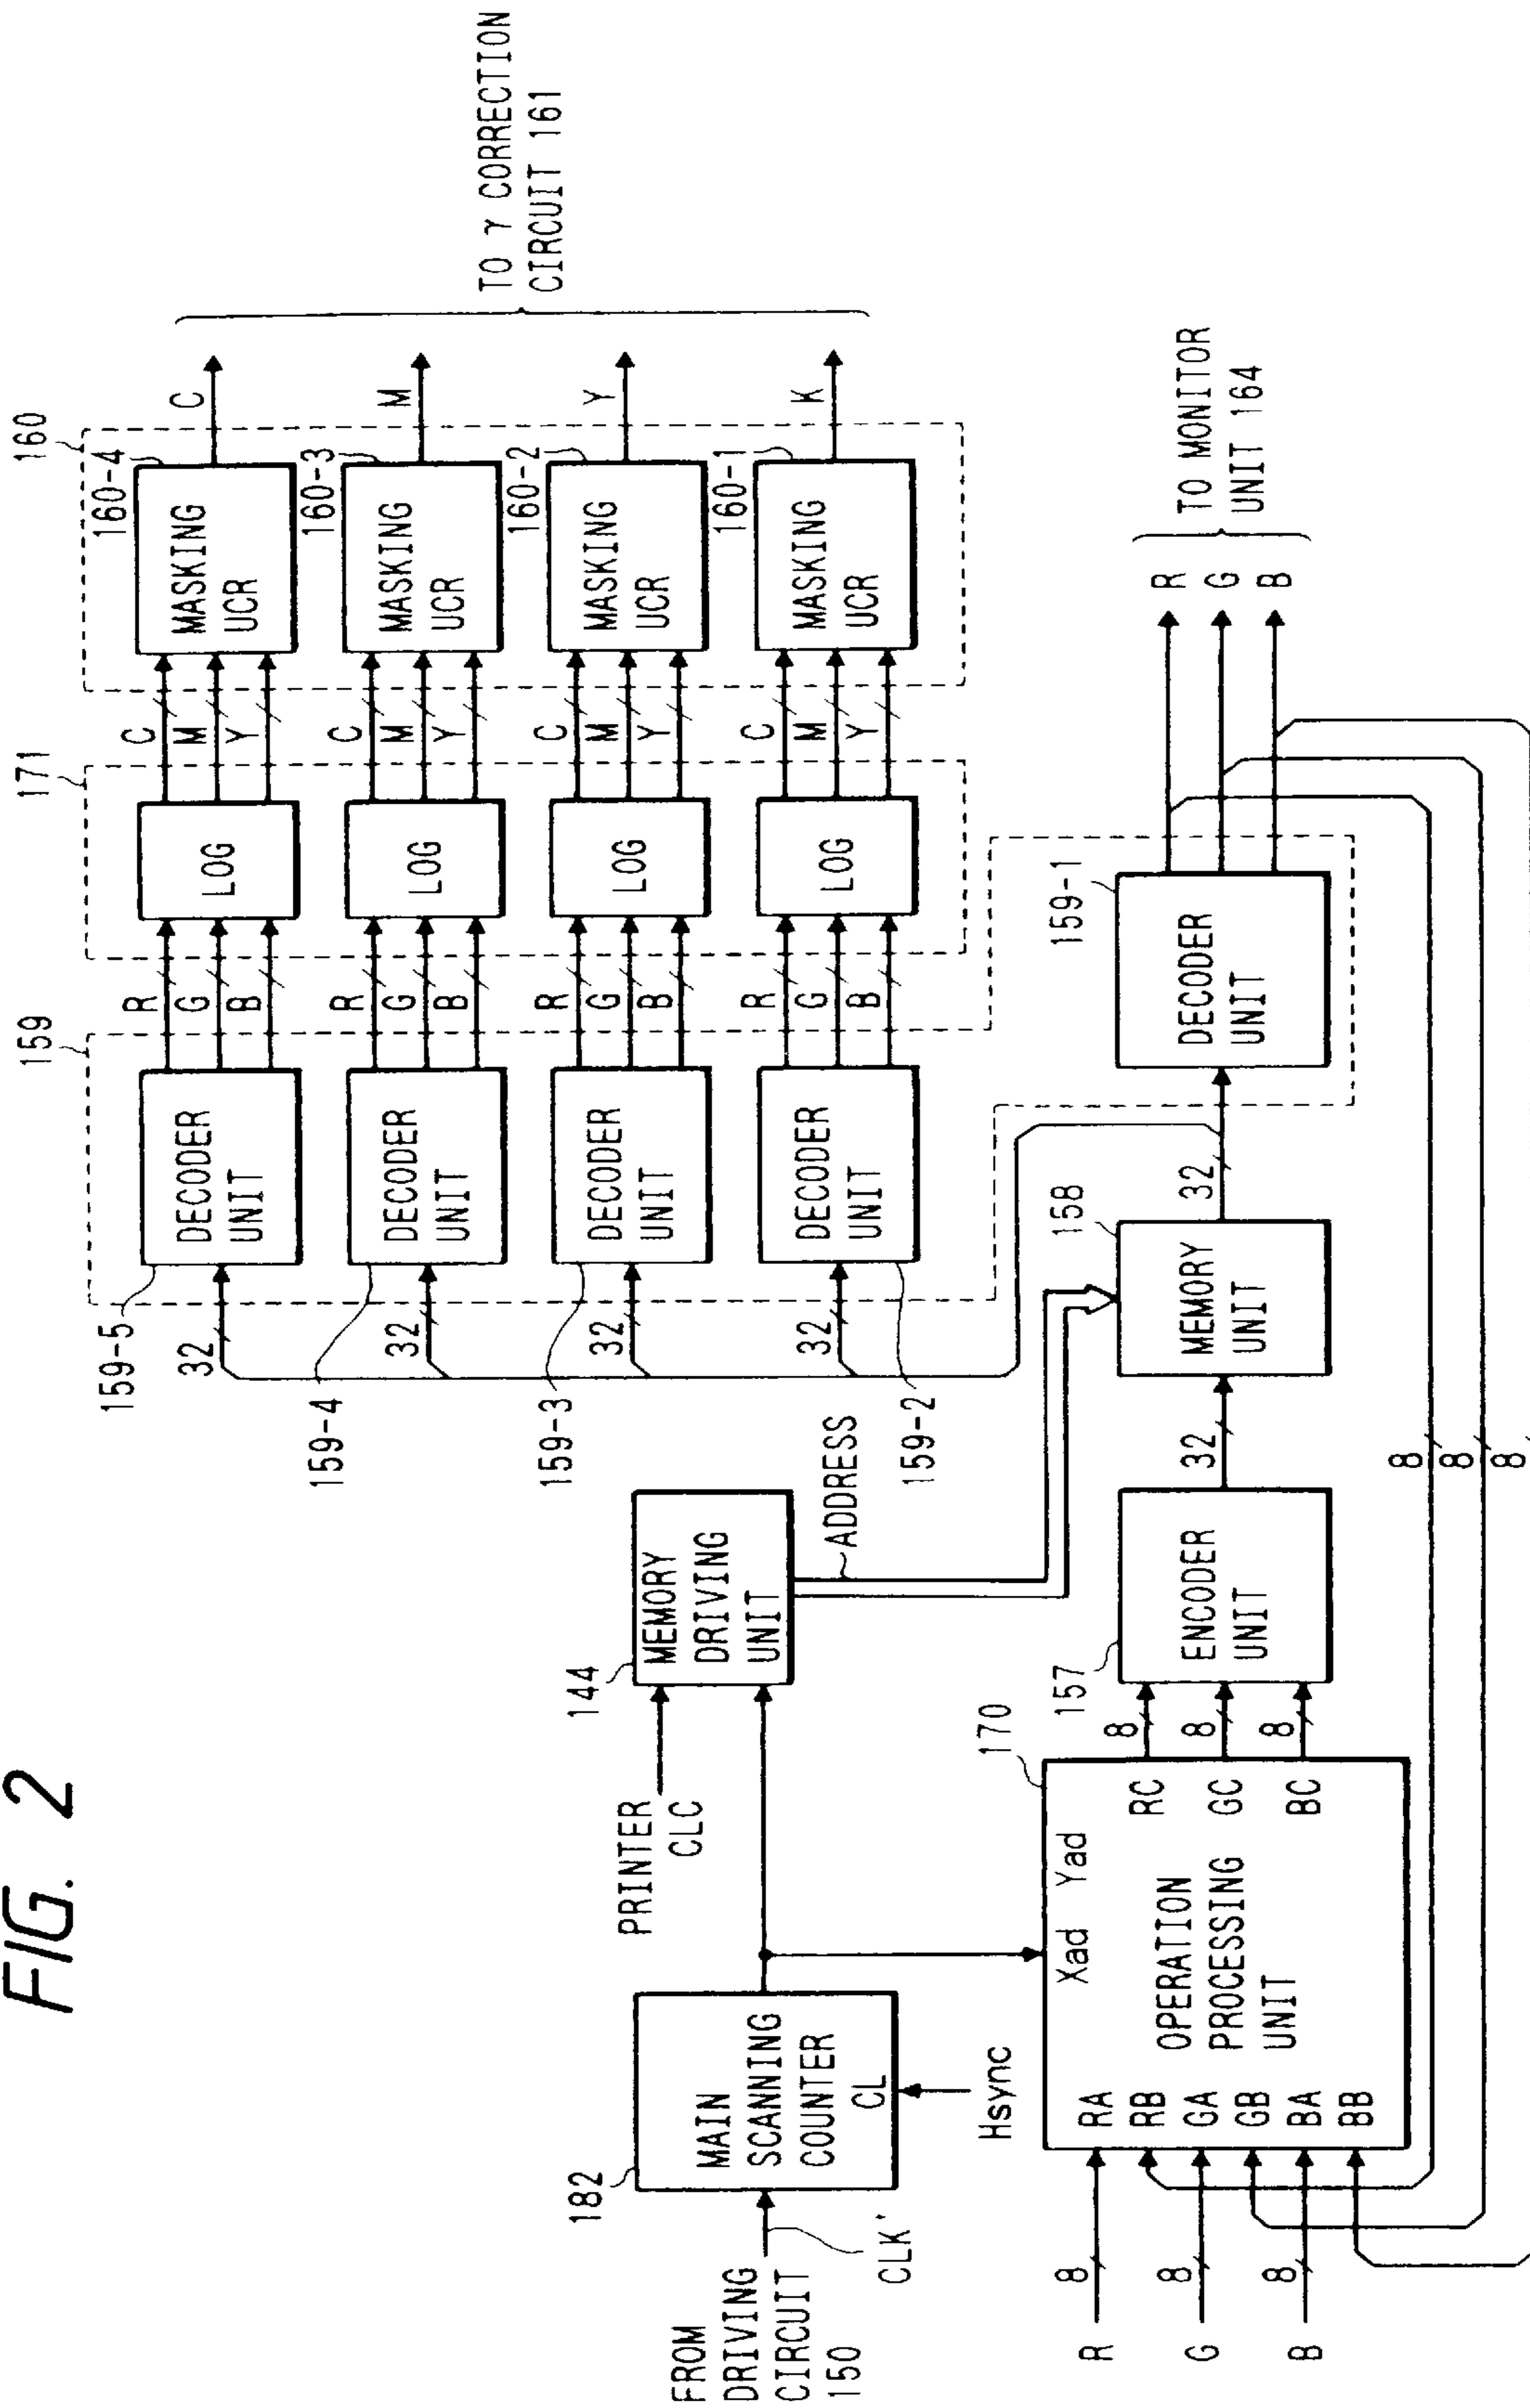 FIG. 2
159
171
160
159-5
32
DECODER
UNIT
R
G
B
LOG
C
M
Y
160-4
MASKING
UCR
C
159-4
32
DECODER
UNIT
R
G
B
LOG
C
M
Y
160-3
MASKING
UCR
M
159-3
32
DECODER
UNIT
R
G
B
LOG
C
M
Y
160-2
MASKING
UCR
Y
159-2
32
DECODER
UNIT
R
G
B
LOG
C
M
Y
160-1
MASKING
UCR
K
TO γ CORRECTION
CIRCUIT 161
FROM
DRIVING
CIRCUIT
150
CLK'
182
MAIN
SCANNING
COUNTER
CL
Hsync
PRINTER
CLC
144
MEMORY
DRIVING
UNIT
ADDRESS
R
G
B
8
8
8
170
Xad Yad
RA
RB
GA
GB
BA
BB
OPERATION
PROCESSING
UNIT
RC
GC
BC
8
8
8
157
ENCODER
UNIT
32
158
MEMORY
UNIT
32
159-1
DECODER
UNIT
R
G
B
TO MONITOR
UNIT 164
8
8
8